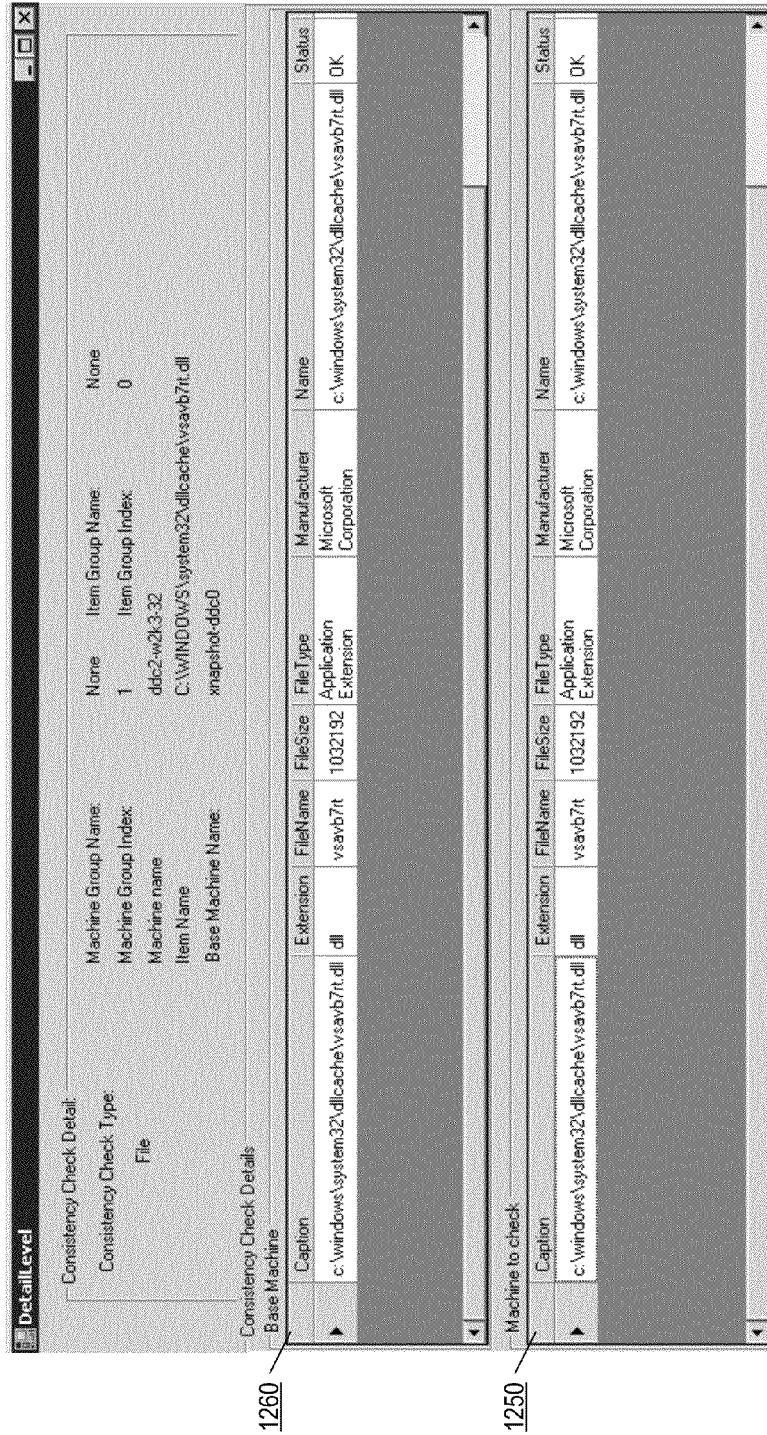 DetailLevel
Consistency Check Detail:
Consistency Check Type:
File
Machine Group Name: None Item Group Name: None
Machine Group Index: 1 Item Group Index: 0
Machine name ddc2-w2k3-32
Item Name C:\WINDOWS\system32\dllcache\vsavb7rt.dll
Base Machine Name: xnapshot-ddc0
Consistency Check Details
Base Machine
Caption Extension FileName FileSize FileType Manufacturer Name Status
c:\windows\system32\dllcache\vsavb7rt.dll dll vsavb7rt 1032192 Application Extension Microsoft Corporation c:\windows\system32\dllcache\vsavb7rt.dll OK
1260
Machine to check
Caption Extension FileName FileSize FileType Manufacturer Name Status
c:\windows\system32\dllcache\vsavb7rt.dll dll vsavb7rt 1032192 Application Extension Microsoft Corporation c:\windows\system32\dllcache\vsavb7rt.dll OK
1250